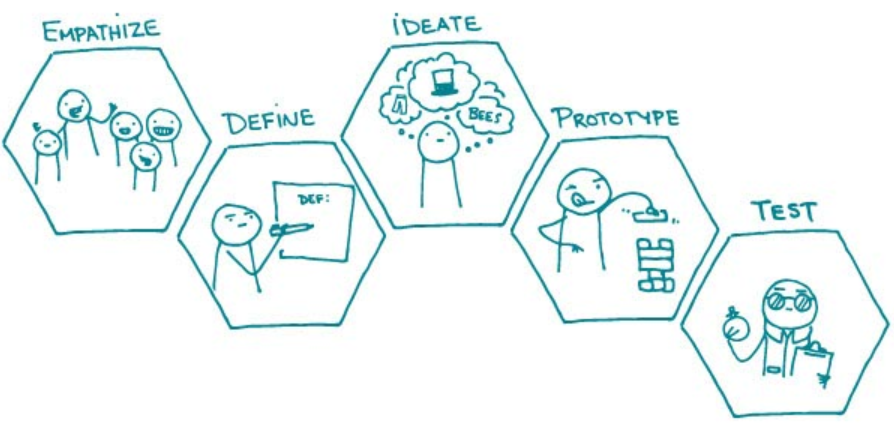 EMPATHIZE
DEFINE
DEF:
iDEATE
BEES
PROTOTYPE
TEST